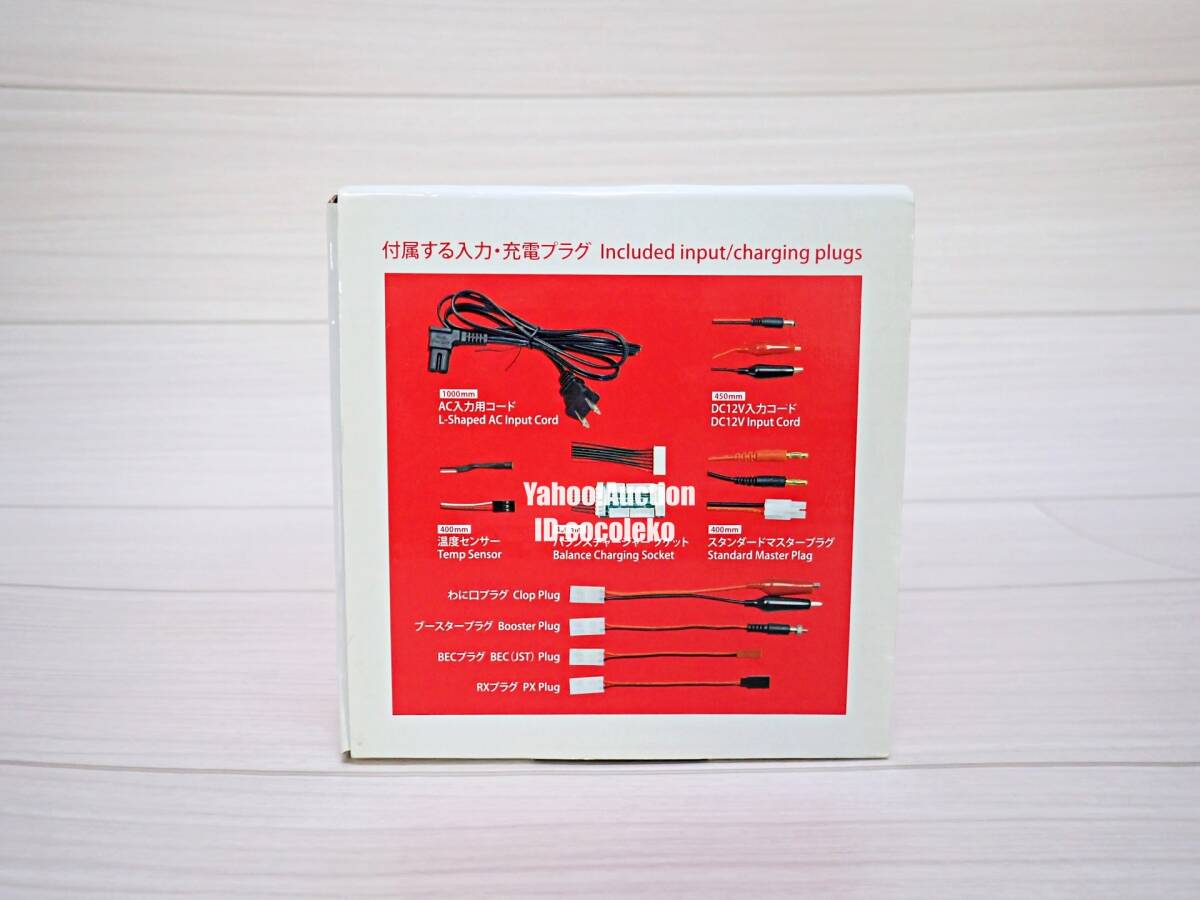 付属する入力・充電プラグ Included input/charging plugs
1000mm
AC入力用コード
L-Shaped AC Input Cord
450mm
DC12V入力コード
DC12V Input Cord
400mm
温度センサー
Temp Sensor
Balance Charging Socket
400mm
スタンダードマスタープラグ
Standard Master Plag
Yahoo!Auction
ID:cocoleko
わに口プラグ Clop Plug
ブースタープラグ Booster Plug
BECプラグ BEC(JST) Plug
RXプラグ PX Plug